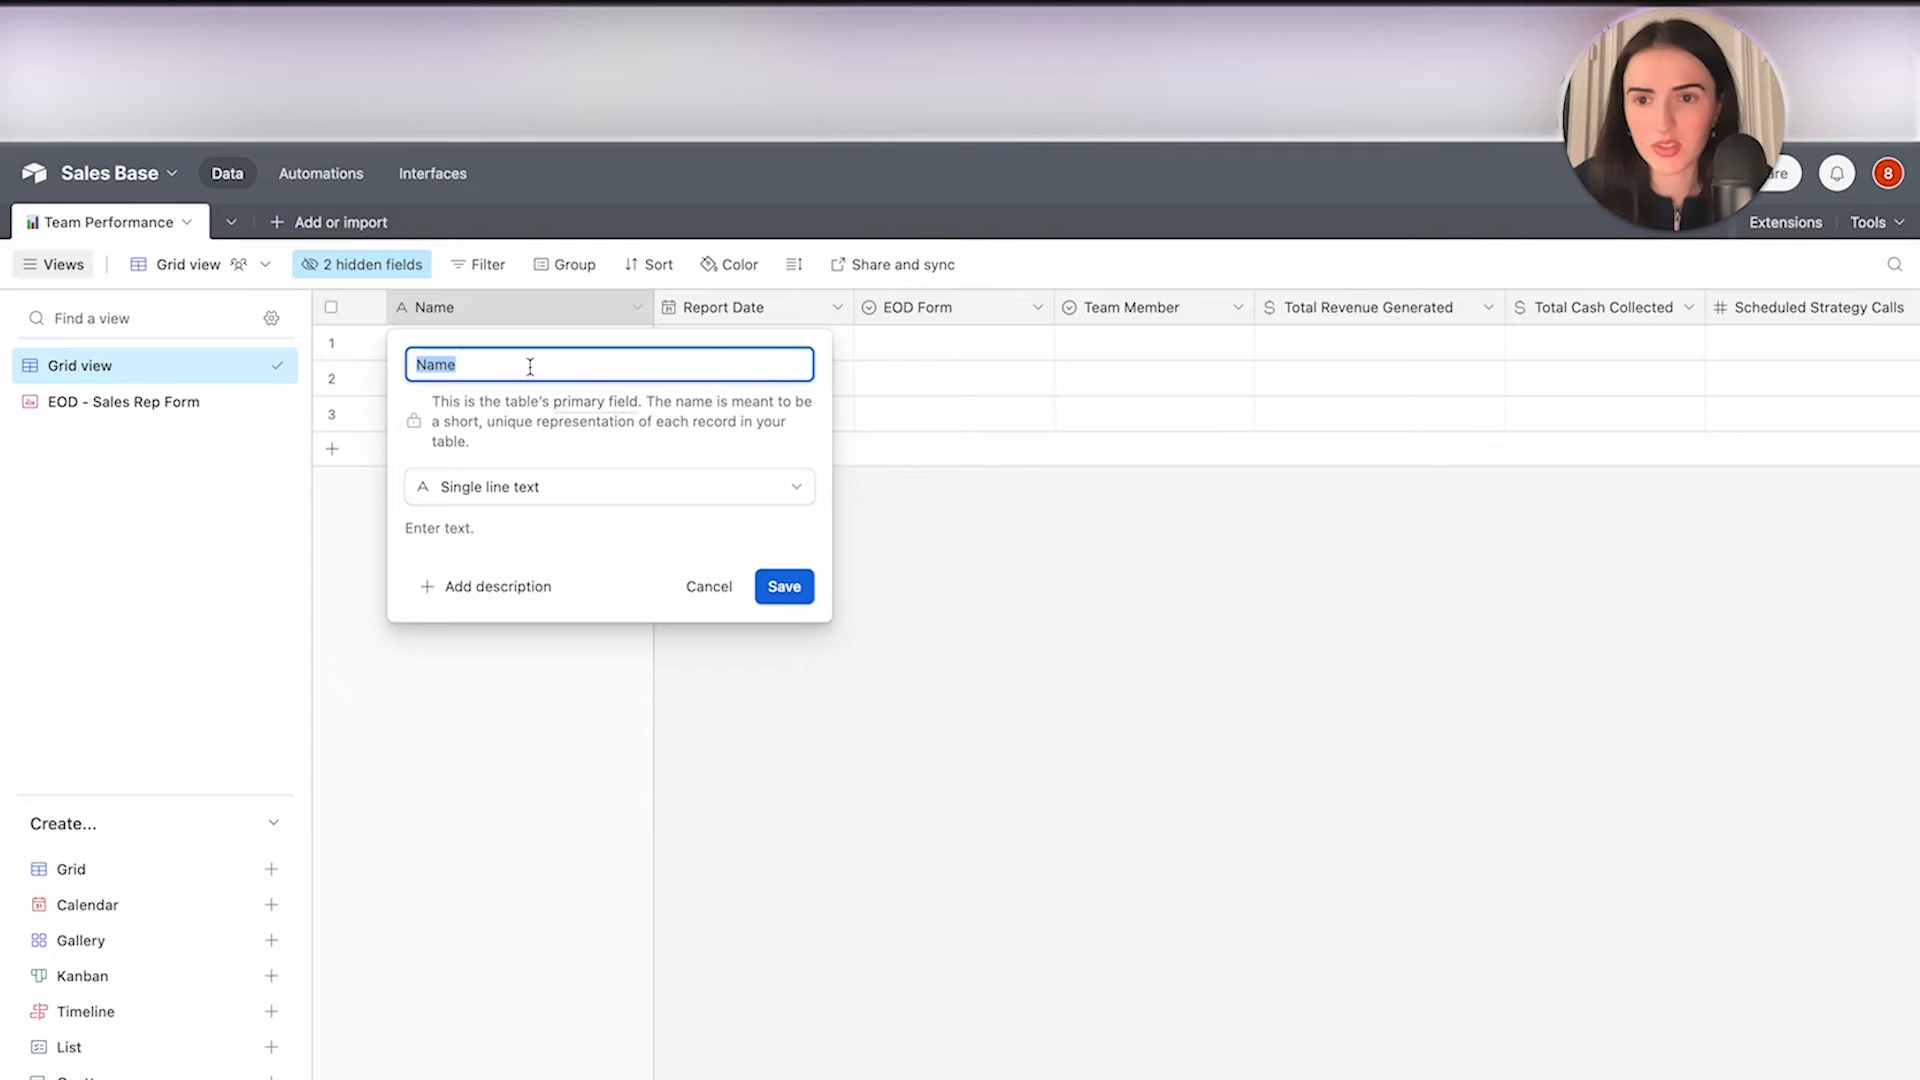 Sales Base
Data
Automations
Interfaces
8
Team Performance
Add or import
Extensions
Tools
Views
Grid view
2 hidden fields
Filter
Group
Sort
Color
Share and sync
Find a view
Name
Report Date
EOD Form
Team Member
Total Revenue Generated
Total Cash Collected
Scheduled Strategy Calls
Grid view
EOD - Sales Rep Form
1
2
3
Name
This is the table's primary field. The name is meant to be
a short, unique representation of each record in your
table.
Single line text
Enter text.
Add description
Cancel
Save
Create...
Grid
Calendar
Gallery
Kanban
Timeline
List